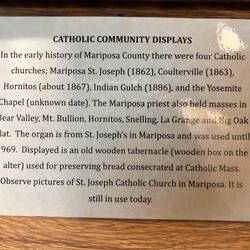 CATHOLIC COMMUNITY DISPLAYS
In the early history of Mariposa County there were four Catholic
churches; Mariposa St. Joseph (1862), Coulterville (1863),
Hornitos (about 1867), Indian Gulch (1886), and the Yosemite
Chapel (unknown date). The Mariposa priest also held masses in
Bear Valley, Mt. Bullion, Hornitos, Snelling, La Grange and Big Oak
lat. The organ is from St. Joseph's in Mariposa and was used until
969. Displayed is an old wooden tabernacle (wooden box on the
alter) used for preserving bread consecrated at Catholic Mass.
Observe pictures of St. Joseph Catholic Church in Mariposa. It is
still in use today.